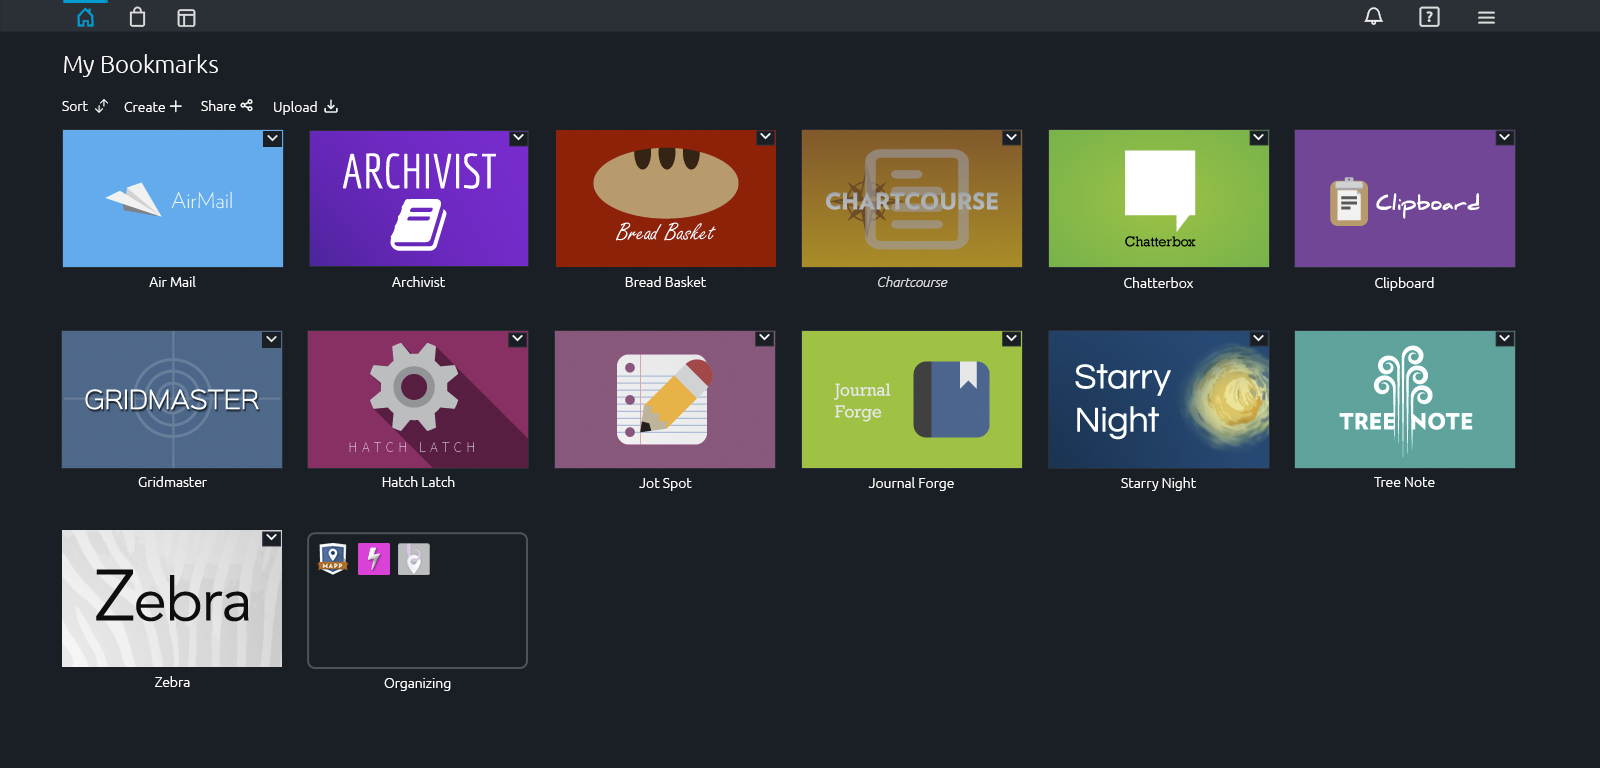 ?
My Bookmarks
Sort Create Share Upload
AirMail
ARCHIVIST
Bread Basket
CHARTCOURSE
Chatterbox
Clipboard
Air Mail
Archivist
Bread Basket
Chartcourse
Chatterbox
Clipboard
GRIDMASTER
HATCH LATCH
Journal
Forge
Starry
Night
TREE NOTE
Gridmaster
Hatch Latch
Jot Spot
Journal Forge
Starry Night
Tree Note
Zebra
MAPP
Zebra
Organizing